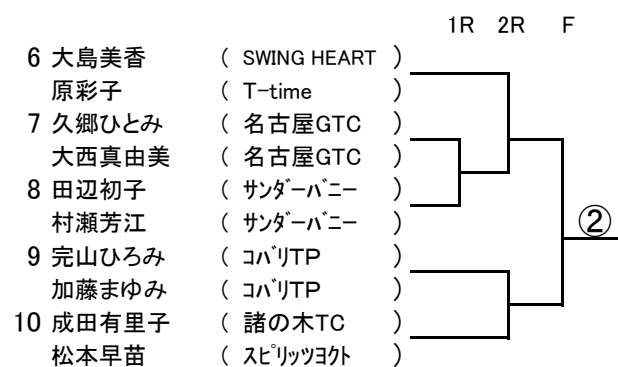 1R 2R F
6 大島美香 ( SWING HEART )
原彩子 ( T-time )
7 久郷ひとみ ( 名古屋GTC )
大西真由美 ( 名古屋GTC )
8 田辺初子 ( ｻﾝﾀﾞｰﾊﾞﾆｰ )
村瀬芳江 ( ｻﾝﾀﾞｰﾊﾞﾆｰ )
②
9 完山ひろみ ( ｺﾊﾞﾘTP )
加藤まゆみ ( ｺﾊﾞﾘTP )
10 成田有里子 ( 諸の木TC )
松本早苗 ( ｽﾋﾟﾘｯﾂﾖｸﾄ )